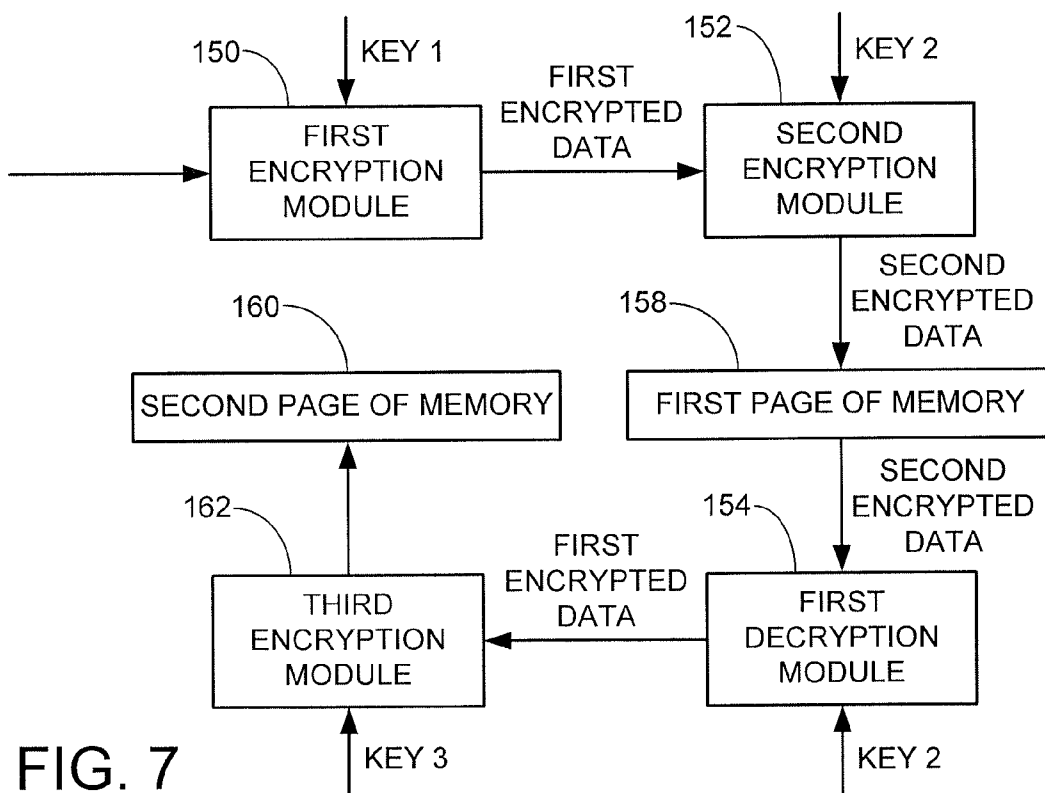 150
KEY 1
FIRST
ENCRYPTION
MODULE
FIRST
ENCRYPTED
DATA
152
KEY 2
SECOND
ENCRYPTION
MODULE
SECOND
ENCRYPTED
DATA
160
SECOND PAGE OF MEMORY
158
FIRST PAGE OF MEMORY
SECOND
ENCRYPTED
DATA
162
THIRD
ENCRYPTION
MODULE
FIRST
ENCRYPTED
DATA
154
FIRST
DECRYPTION
MODULE
KEY 3
KEY 2
FIG. 7